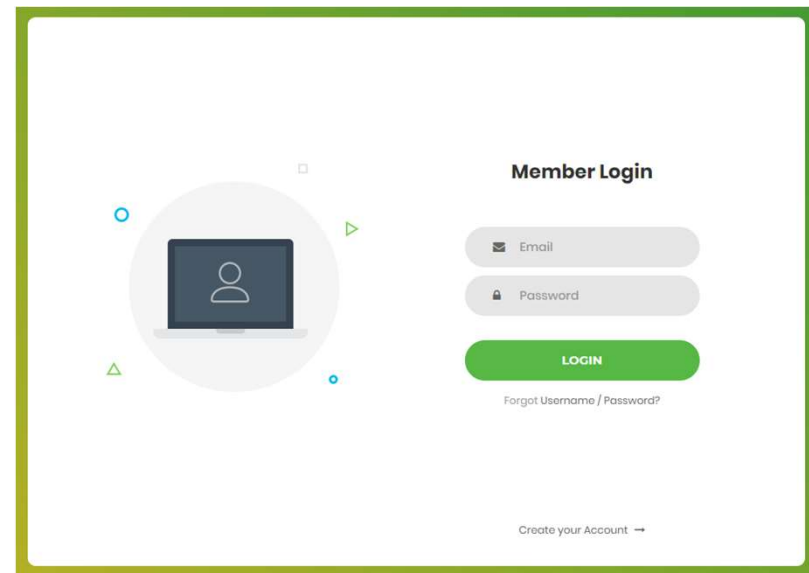 Member Login
Email
Password
LOGIN
Forgot Username / Password?
Create your Account →